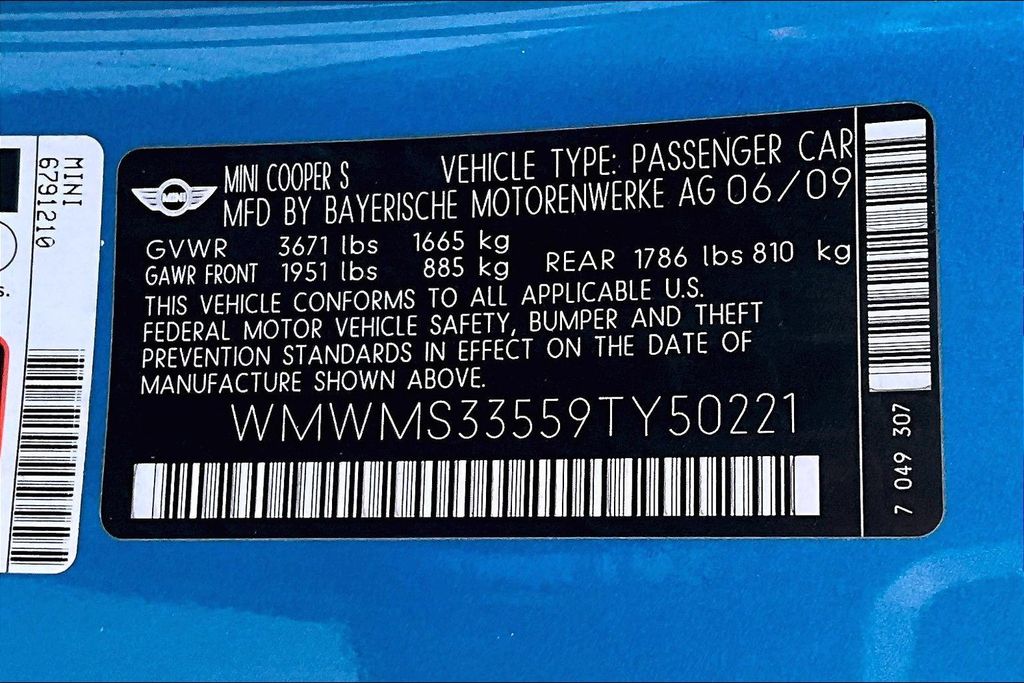 MINI
6791210
s.
MINI
MINI COOPER S VEHICLE TYPE: PASSENGER CAR
MFD BY BAYERISCHE MOTORENWERKE AG 06/09
GVWR 3671 lbs 1665 kg
GAWR FRONT 1951 lbs 885 kg REAR 1786 lbs 810 kg
THIS VEHICLE CONFORMS TO ALL APPLICABLE U.S.
FEDERAL MOTOR VEHICLE SAFETY, BUMPER AND THEFT
PREVENTION STANDARDS IN EFFECT ON THE DATE OF
MANUFACTURE SHOWN ABOVE.
WMWMS33559TY50221
7 049 307